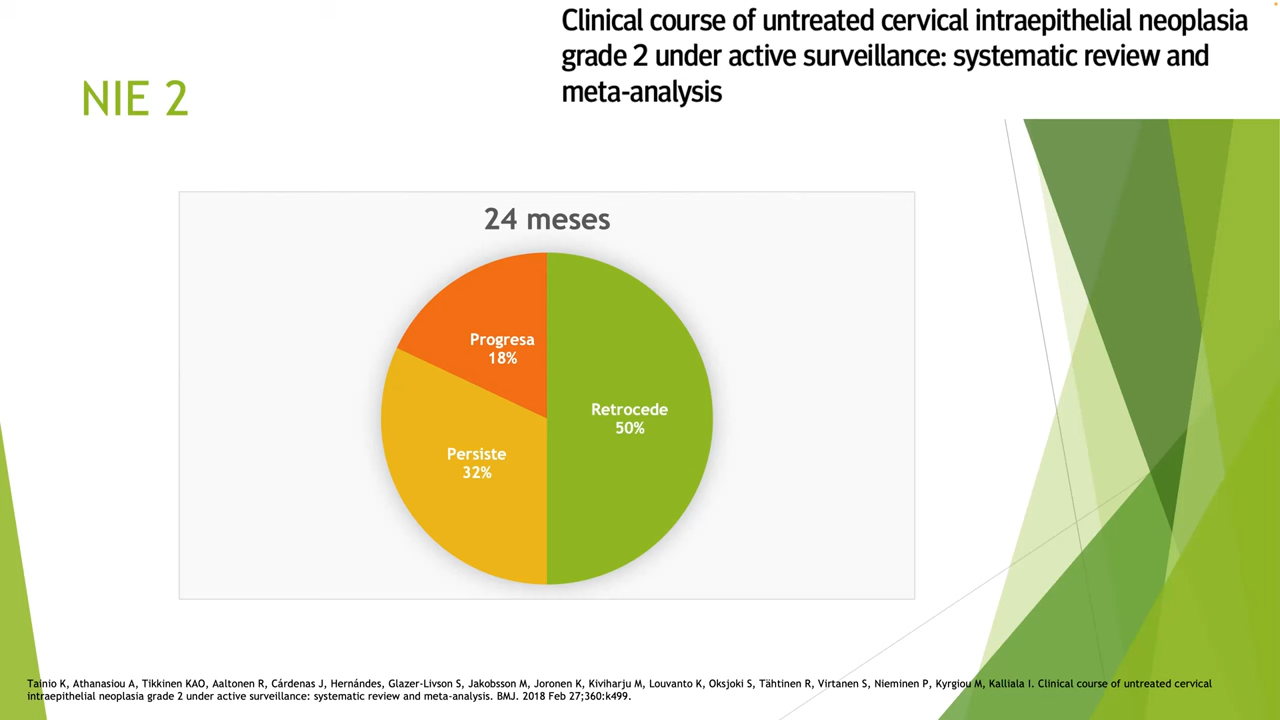 Clinical course of untreated cervical intraepithelial neoplasia
grade 2 under active surveillance: systematic review and
meta-analysis
NIE 2
24 meses
Progresa
18%
Retrocede
50%
Persiste
32%
Tainio K, Athanasiou A, Tikkinen KAO, Aaltonen R, Cárdenas J, Hernándes, Glazer-Livson S, Jakobsson M, Joronen K, Kiviharju M, Louvanto K, Oksjoki S, Tähtinen R, Virtanen S, Nieminen P, Kyrgiou M, Kalliala I. Clinical course of untreated cervical
intraepithelial neoplasia grade 2 under active surveillance: systematic review and meta-analysis. BMJ. 2018 Feb 27;360:k499.